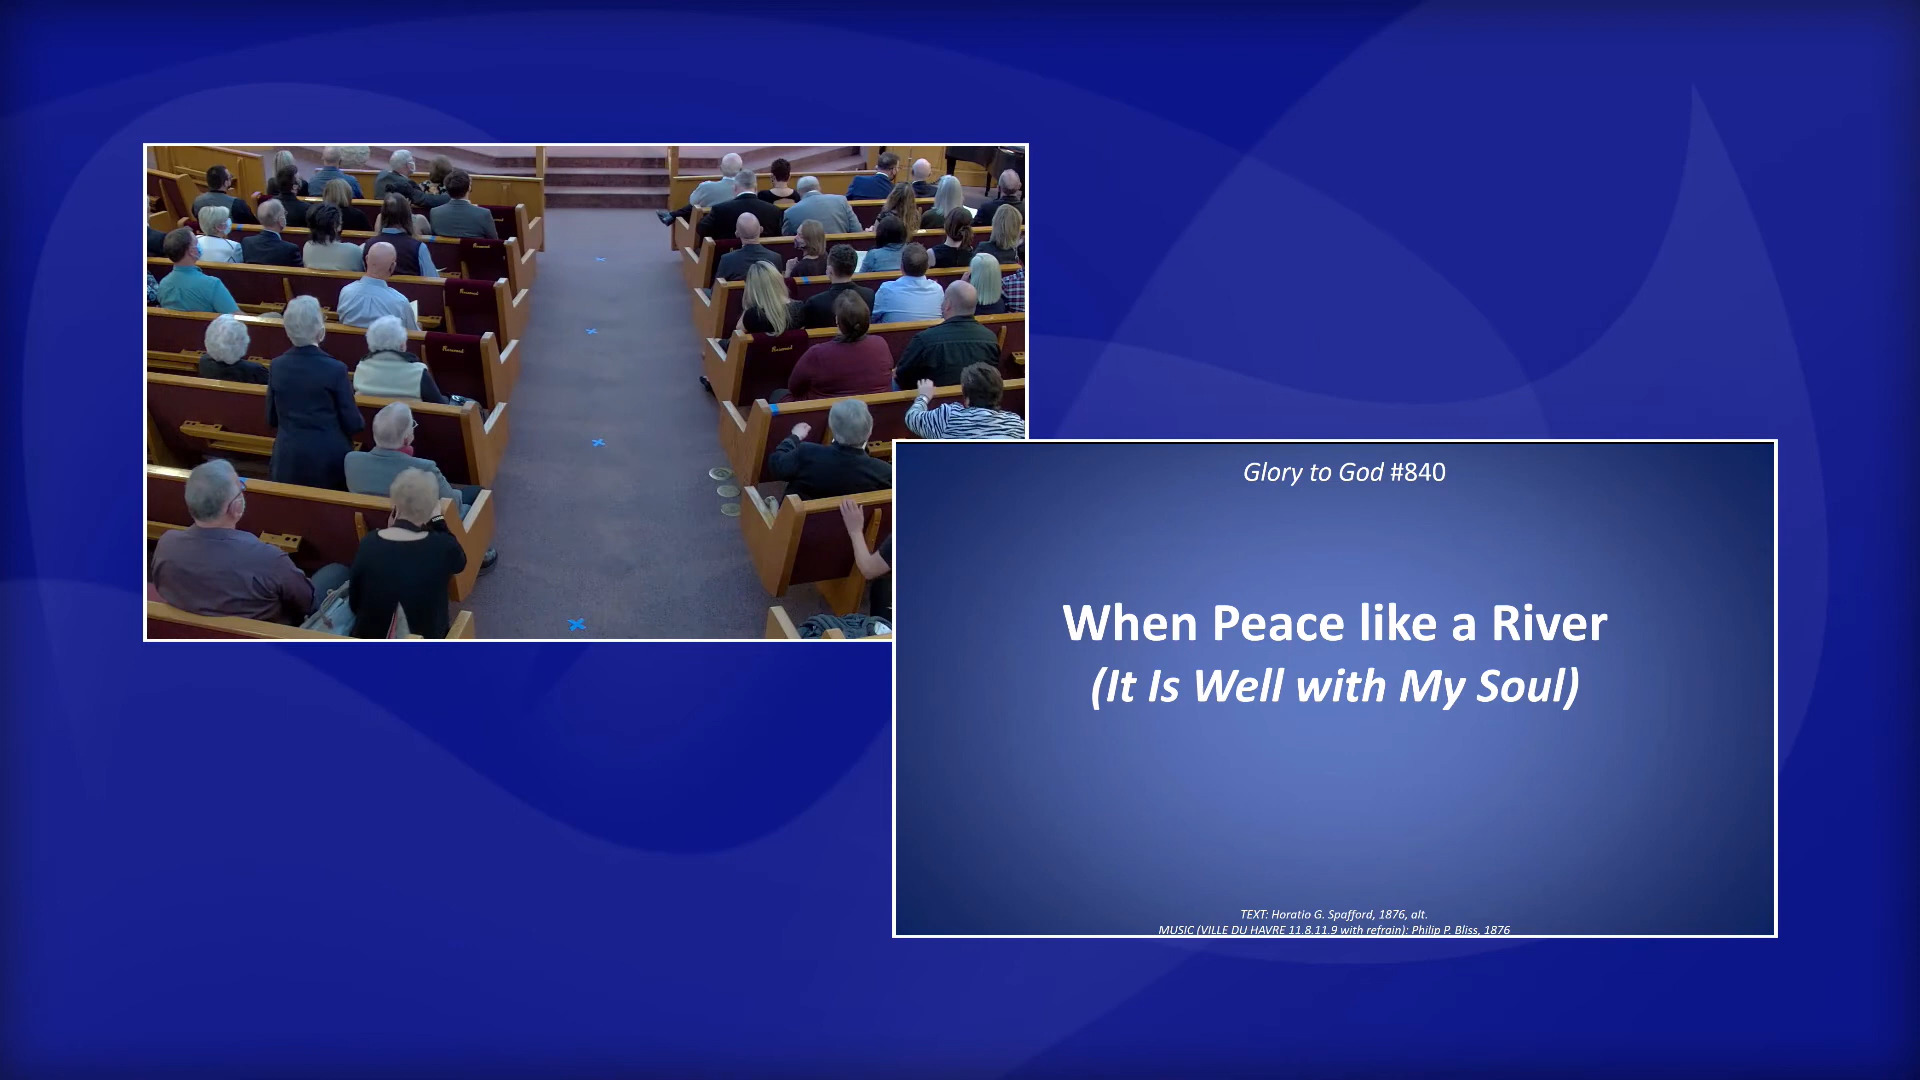 Glory to God #840
When Peace like a River
(It Is Well with My Soul)
TEXT: Horatio G. Spafford, 1876, alt.
MUSIC (VILLE DU HAVRE 11.8.11.9 with refrain): Philip P. Bliss, 1876